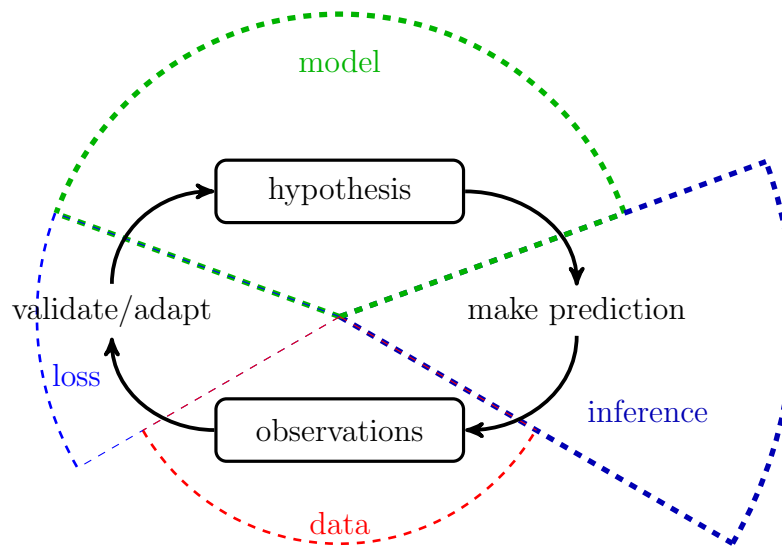 model
hypothesis
validate/adapt
make prediction
loss
inference
observations
data